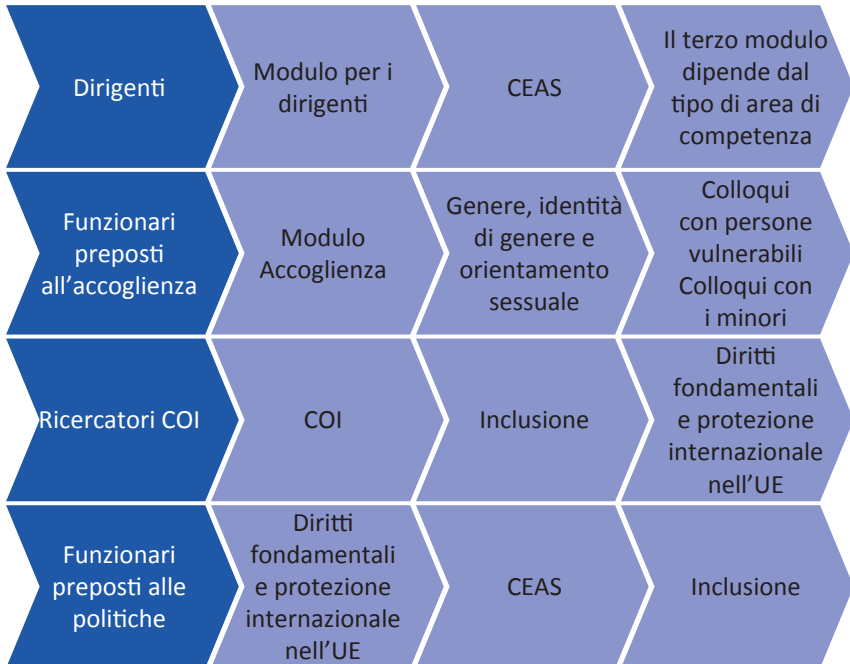 Dirigenti
Modulo per i
dirigenti
CEAS
Il terzo modulo
dipende dal
tipo di area di
competenza
Funzionari
preposti
all’accoglienza
Modulo
Accoglienza
Genere, identità
di genere e
orientamento
sessuale
Colloqui
con persone
vulnerabili
Colloqui con
i minori
Ricercatori COI
COI
Inclusione
Diritti
fondamentali
e protezione
internazionale
nell’UE
Funzionari
preposti alle
politiche
Diritti
fondamentali
e protezione
internazionale
nell’UE
CEAS
Inclusione